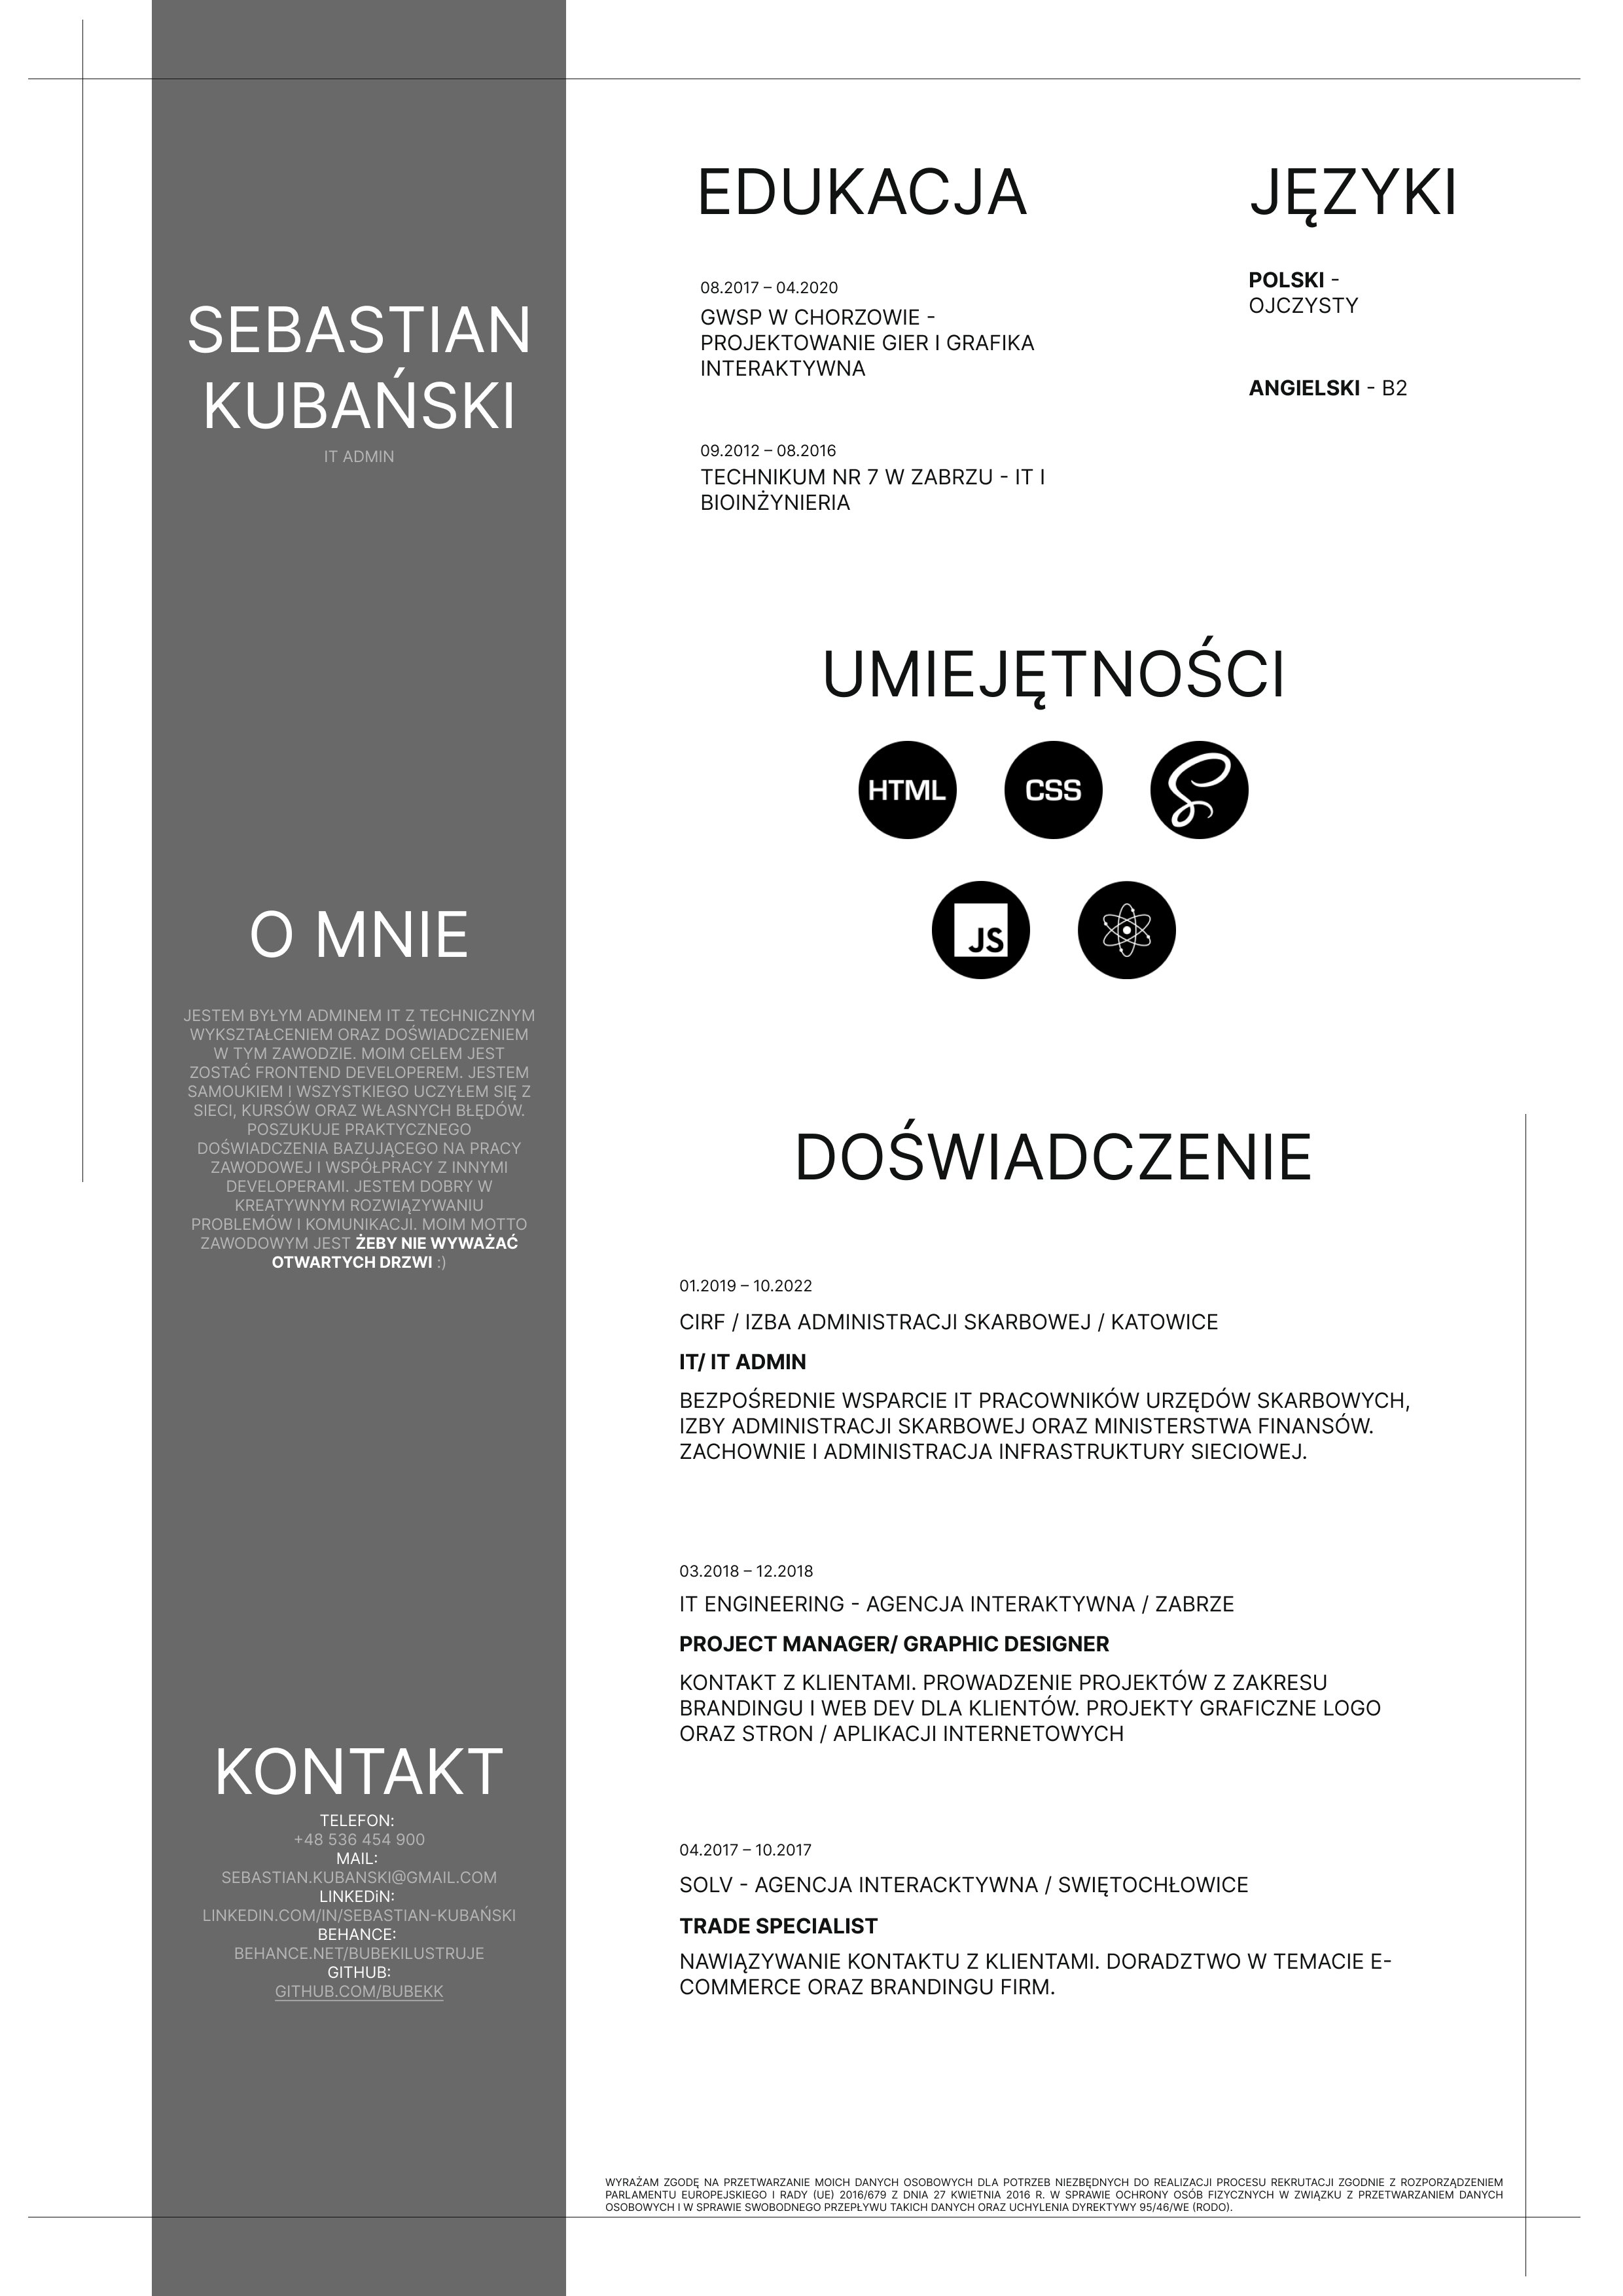 SEBASTIAN
KUBAŃSKI
IT ADMIN
O MNIE
JESTEM BYŁYM ADMINEM IT Z TECHNICZNYM
WYKSZTAŁCENIEM ORAZ DOŚWIADCZENIEM
W TYM ZAWODZIE. MOIM CELEM JEST
ZOSTAĆ FRONTEND DEVELOPEREM. JESTEM
SAMOUKIEM I WSZYSTKIEGO UCZYŁEM SIĘ Z
SIECI, KURSÓW ORAZ WŁASNYCH BŁĘDÓW.
POSZUKUJE PRAKTYCZNEGO
DOŚWIADCZENIA BAZUJĄCEGO NA PRACY
ZAWODOWEJ I WSPÓŁPRACY Z INNYMI
DEVELOPERAMI. JESTEM DOBRY W
KREATYWNYM ROZWIĄZYWANIU
PROBLEMÓW I KOMUNIKACJI. MOIM MOTTO
ZAWODOWYM JEST ŻEBY NIE WYWAŻAĆ
OTWARTYCH DRZWI :)
KONTAKT
TELEFON:
+48 536 454 900
MAIL:
SEBASTIAN.KUBANSKI@GMAIL.COM
LINKEDiN:
LINKEDIN.COM/IN/SEBASTIAN-KUBAŃSKI
BEHANCE:
BEHANCE.NET/BUBEKILUSTRUJE
GITHUB:
GITHUB.COM/BUBEKK
EDUKACJA
08.2017 – 04.2020
GWSP W CHORZOWIE -
PROJEKTOWANIE GIER I GRAFIKA
INTERAKTYWNA
09.2012 – 08.2016
TECHNIKUM NR 7 W ZABRZU - IT I
BIOINŻYNIERIA
JĘZYKI
POLSKI -
OJCZYSTY
ANGIELSKI - B2
UMIEJĘTNOŚCI
HTML
CSS
JS
DOŚWIADCZENIE
01.2019 – 10.2022
CIRF / IZBA ADMINISTRACJI SKARBOWEJ / KATOWICE
IT/ IT ADMIN
BEZPOŚREDNIE WSPARCIE IT PRACOWNIKÓW URZĘDÓW SKARBOWYCH,
IZBY ADMINISTRACJI SKARBOWEJ ORAZ MINISTERSTWA FINANSÓW.
ZACHOWNIE I ADMINISTRACJA INFRASTRUKTURY SIECIOWEJ.
03.2018 – 12.2018
IT ENGINEERING - AGENCJA INTERAKTYWNA / ZABRZE
PROJECT MANAGER/ GRAPHIC DESIGNER
KONTAKT Z KLIENTAMI. PROWADZENIE PROJEKTÓW Z ZAKRESU
BRANDINGU I WEB DEV DLA KLIENTÓW. PROJEKTY GRAFICZNE LOGO
ORAZ STRON / APLIKACJI INTERNETOWYCH
04.2017 – 10.2017
SOLV - AGENCJA INTERACKTYWNA / SWIĘTOCHŁOWICE
TRADE SPECIALIST
NAWIĄZYWANIE KONTAKTU Z KLIENTAMI. DORADZTWO W TEMACIE E-
COMMERCE ORAZ BRANDINGU FIRM.
WYRAŻAM ZGODĘ NA PRZETWARZANIE MOICH DANYCH OSOBOWYCH DLA POTRZEB NIEZBĘDNYCH DO REALIZACJI PROCESU REKRUTACJI ZGODNIE Z ROZPORZĄDZENIEM
PARLAMENTU EUROPEJSKIEGO I RADY (UE) 2016/679 Z DNIA 27 KWIETNIA 2016 R. W SPRAWIE OCHRONY OSÓB FIZYCZNYCH W ZWIĄZKU Z PRZETWARZANIEM DANYCH
OSOBOWYCH I W SPRAWIE SWOBODNEGO PRZEPŁYWU TAKICH DANYCH ORAZ UCHYLENIA DYREKTYWY 95/46/WE (RODO).